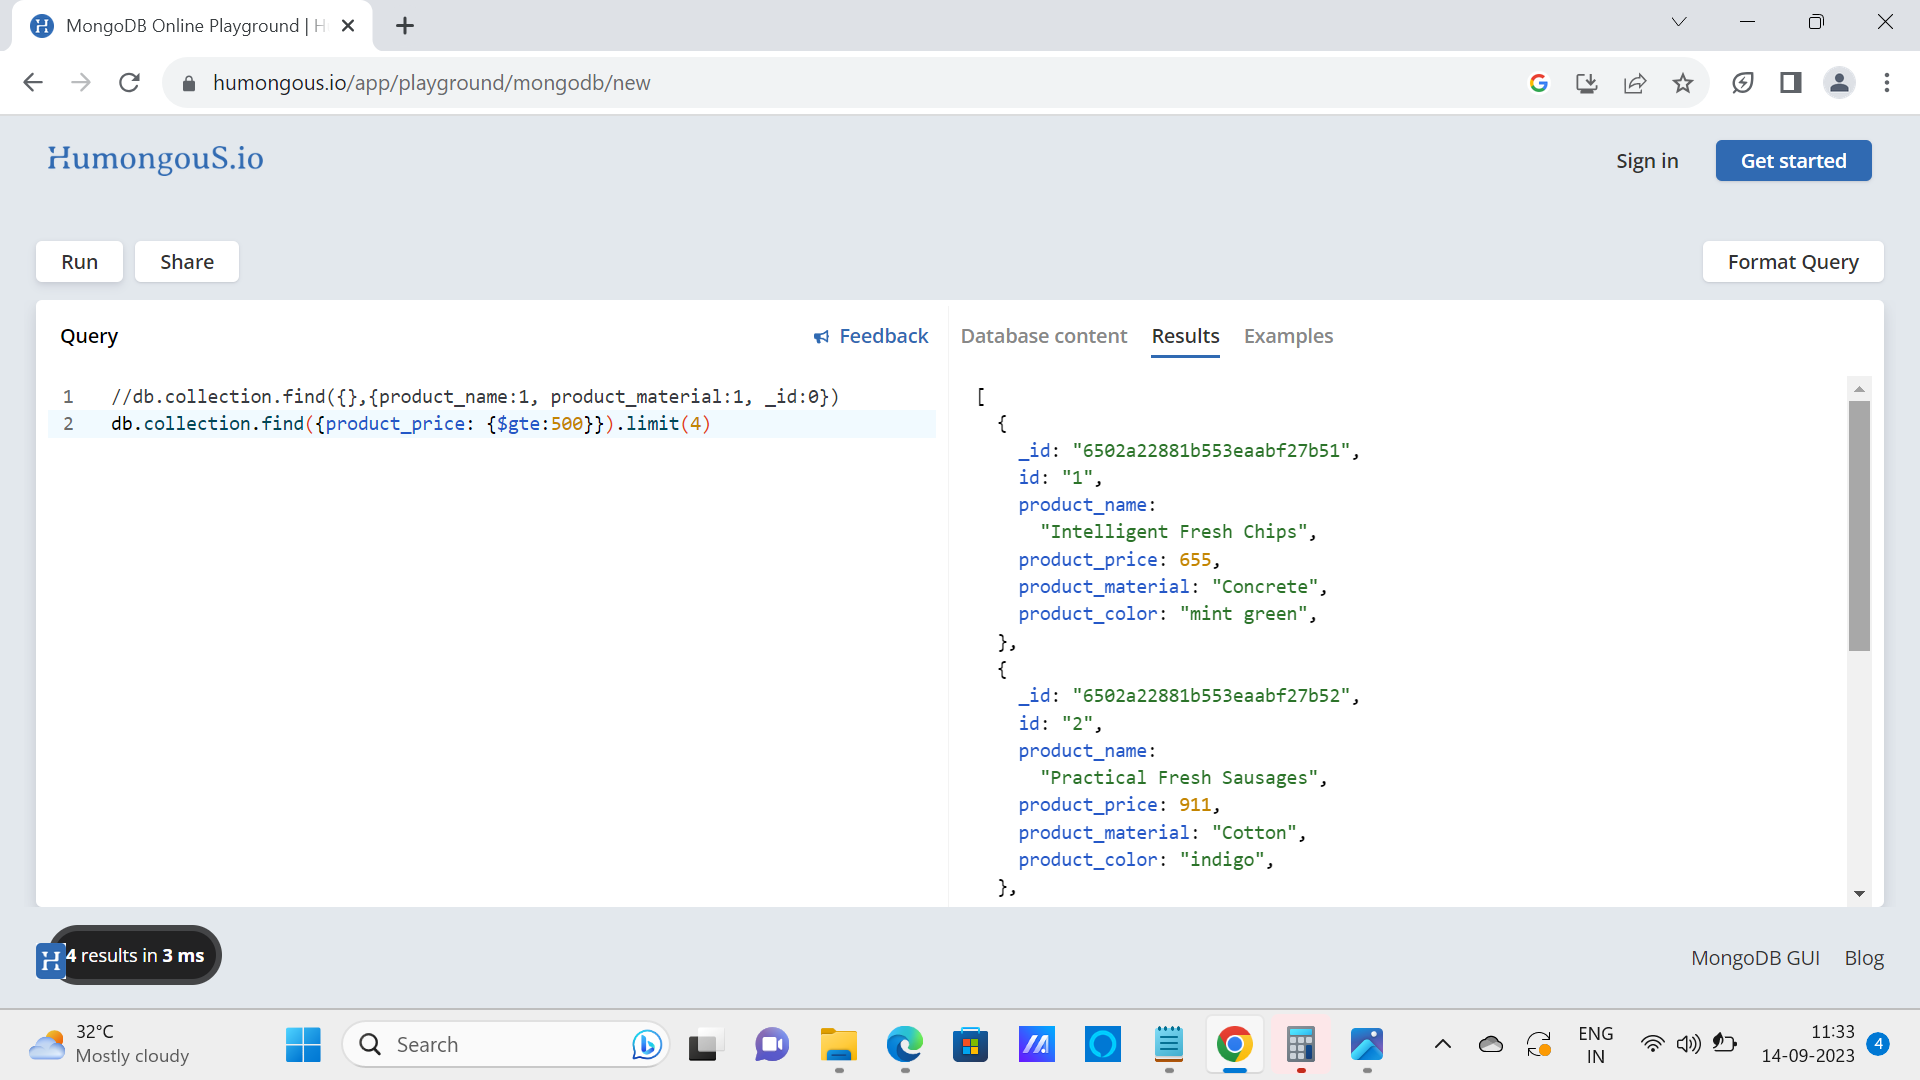 MongoDB Online Playground | H
humongous.io/app/playground/mongodb/new
HumongouS.io
Sign in
Get started
Run
Share
Format Query
Query
Feedback
1 //db.collection.find({},{product_name:1, product_material:1, _id:0})
2 db.collection.find({product_price: {$gte:500}}).limit(4)
Database content
Results
Examples
[
{
_id: "6502a22881b553eaabf27b51",
id: "1",
product_name:
"Intelligent Fresh Chips",
product_price: 655,
product_material: "Concrete",
product_color: "mint green",
},
{
_id: "6502a22881b553eaabf27b52",
id: "2",
product_name:
"Practical Fresh Sausages",
product_price: 911,
product_material: "Cotton",
product_color: "indigo",
},
H
4 results in 3 ms
MongoDB GUI
Blog
32°C
Mostly cloudy
Search
ENG
IN
11:33
14-09-2023
4